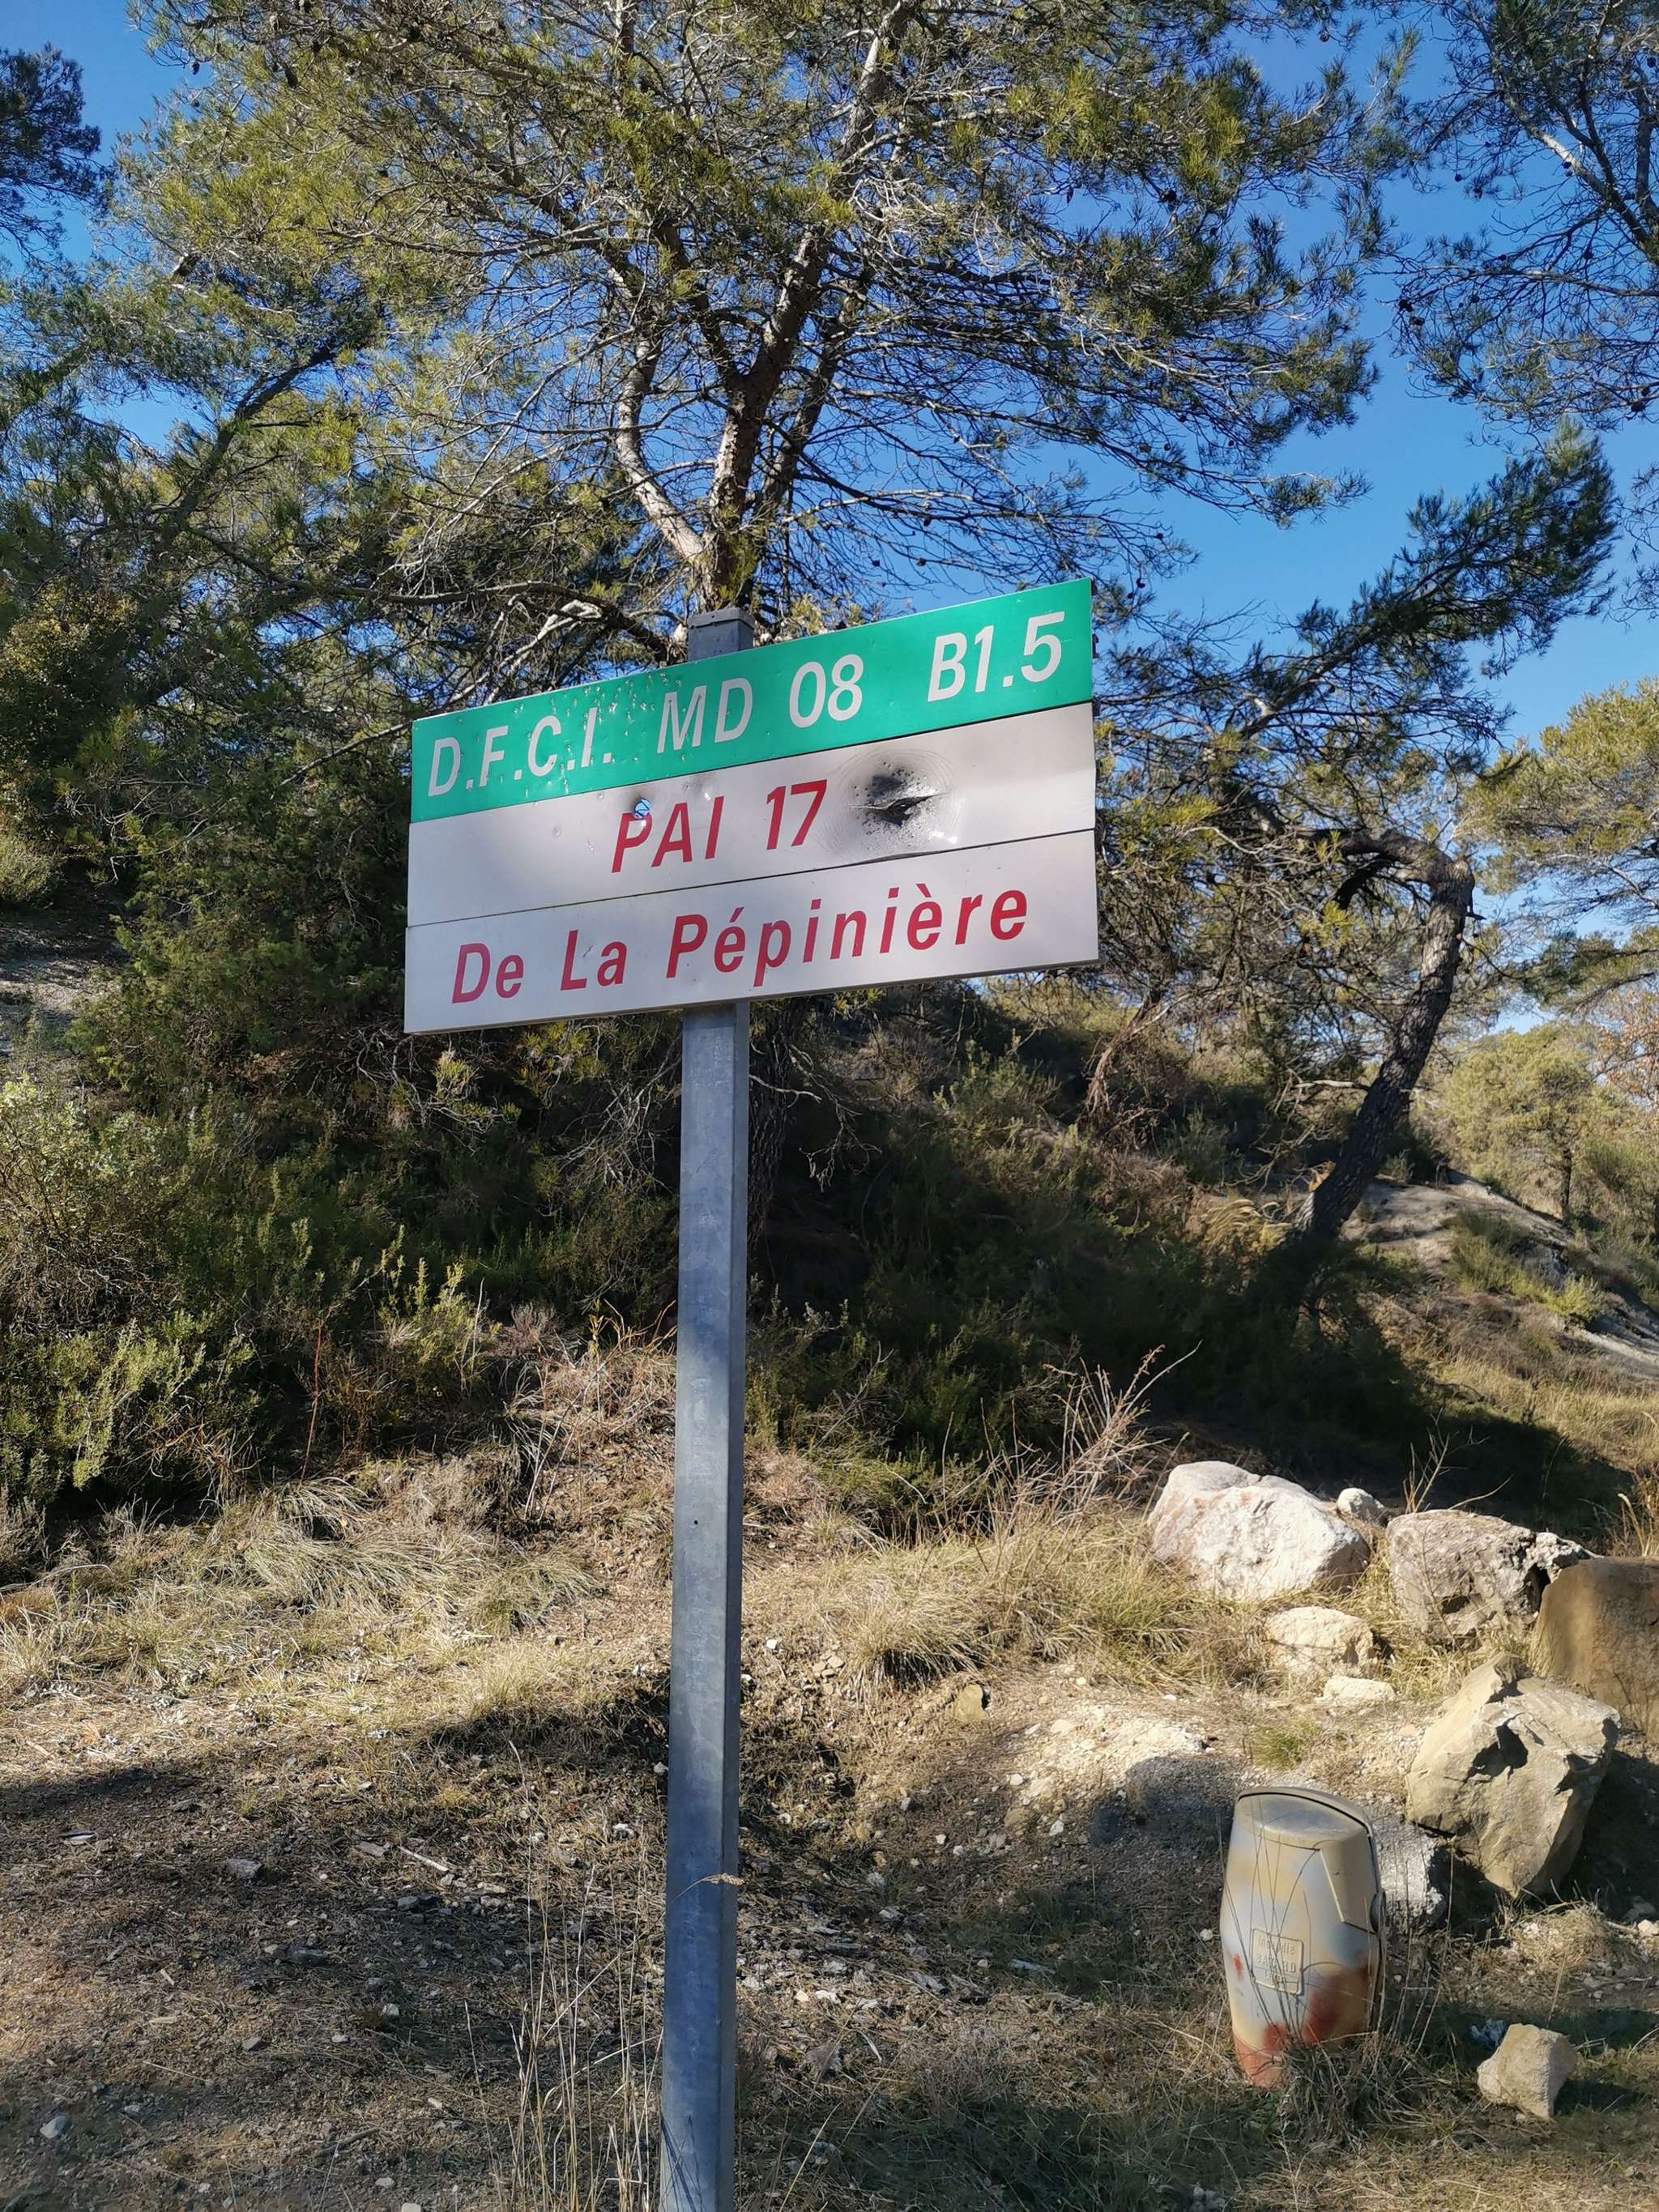 D.F.C.I. MD 08 B1.5
PAI 17
De La Pépinière